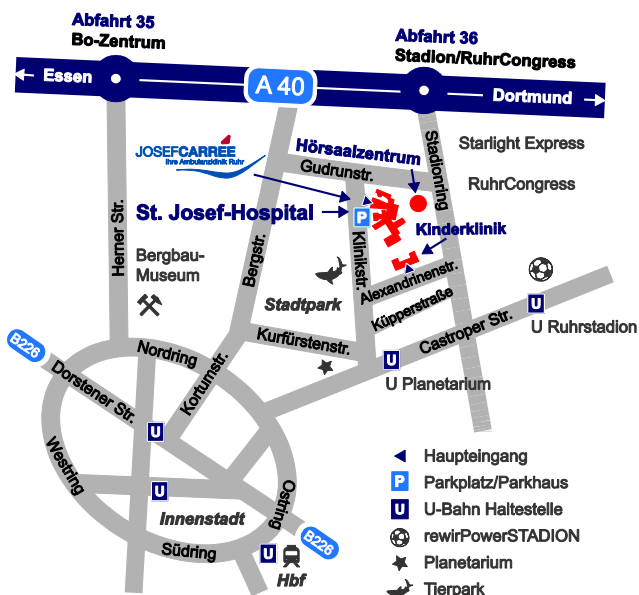 Abfahrt 35
Bo-Zentrum
Abfahrt 36
Stadion/RuhrCongress
Essen
A 40
Dortmund
Starlight Express
RuhrCongress
Stadionring
JOSEFCARRÉE
Ihre Ambulanzklinik Ruhr
Hörsaalzentrum
Gudrunstr.
St. Josef-Hospital
P
Kinderklinik
Herner Str.
Bergbau-
Museum
Bergstr.
Klinikstr.
Stadtpark
Alexandrinenstr.
Küpperstraße
Castroper Str.
U
U Ruhrstadion
Kurfürstenstr.
U
U Planetarium
B226
Nordring
Dorstener Str.
Kortumstr.
U
Westring
U
Innenstadt
Ostring
Südring
B226
U
Hbf
Haupteingang
P Parkplatz/Parkhaus
U U-Bahn Haltestelle
rewirPowerSTADION
Planetarium
Tierpark